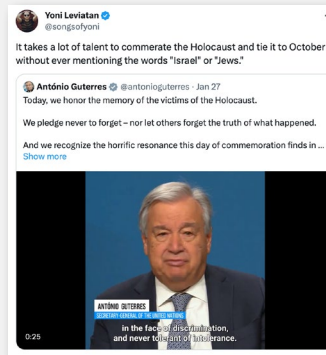 Yoni Leviatan
@songsofyoni
It takes a lot of talent to commerate the Holocaust and tie it to October
without ever mentioning the words "Israel" or "Jews."
António Guterres @antonioguterres · Jan 27
Today, we honor the memory of the victims of the Holocaust.
We pledge never to forget – nor let others forget the truth of what happened.
And we recognize the horrific resonance this day of commemoration finds in ...
Show more
ANTÓNIO GUTERRES
SECRETARY-GENERAL OF THE UNITED NATIONS
in the face of discrimination,
and never tolerant of intolerance.
0:25